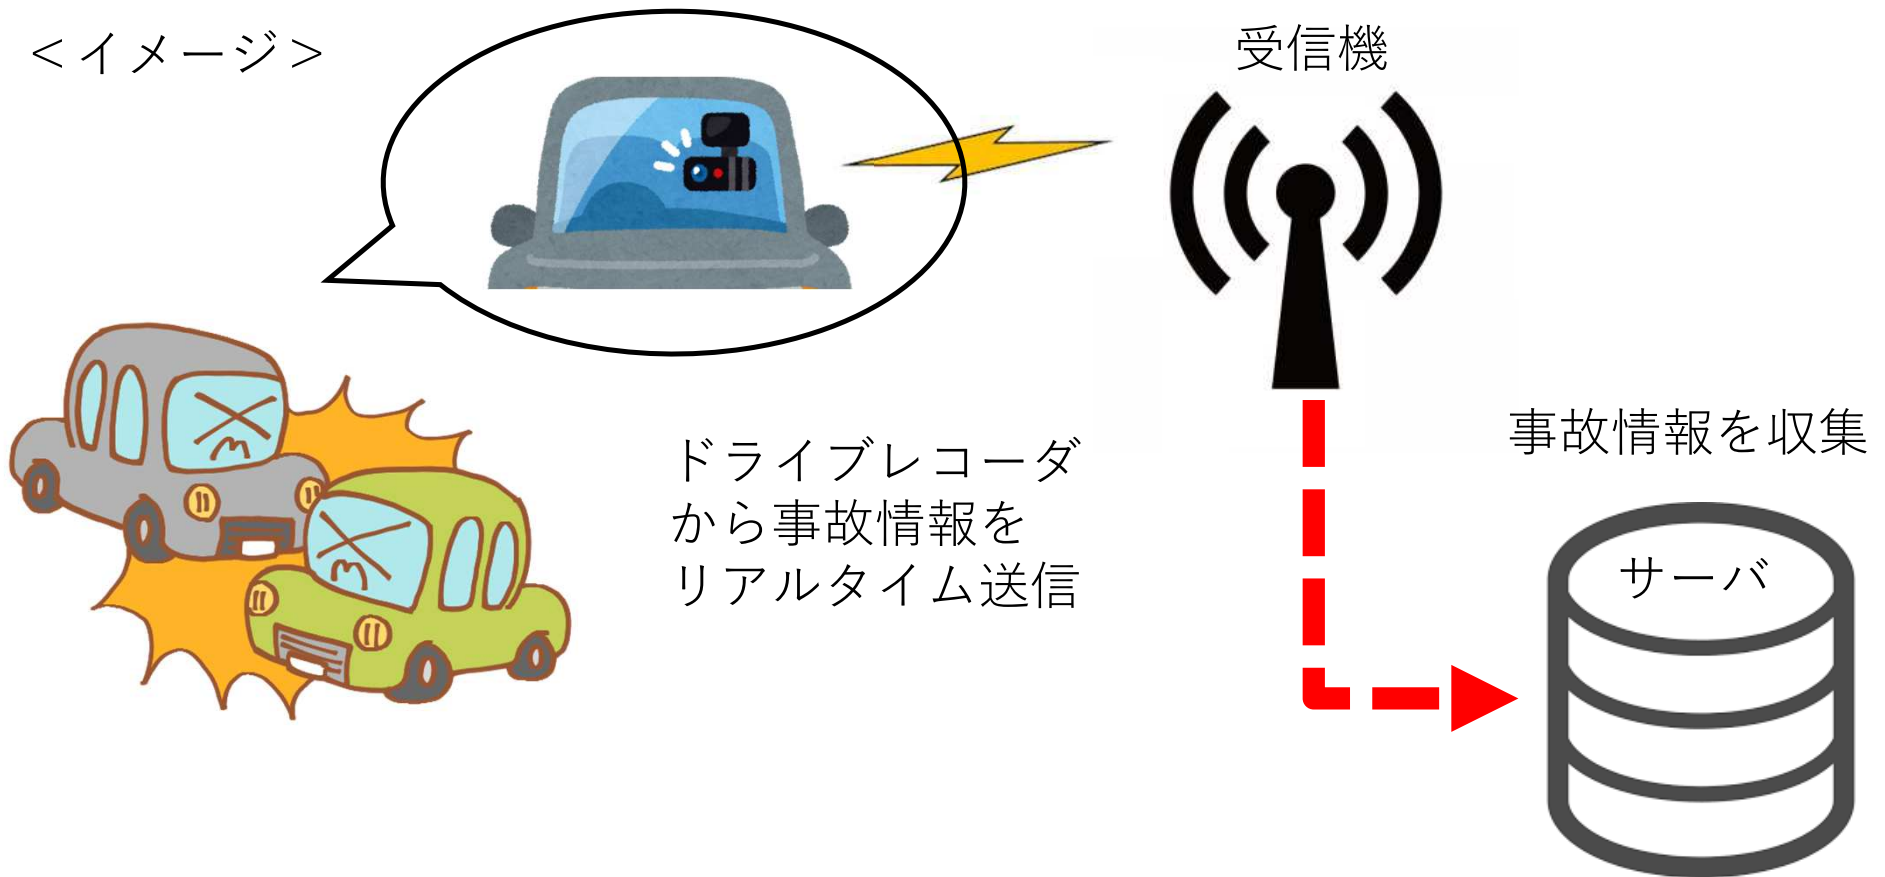 ＜イメージ＞
受信機
ドライブレコーダ
から事故情報を
リアルタイム送信
事故情報を収集
サーバ